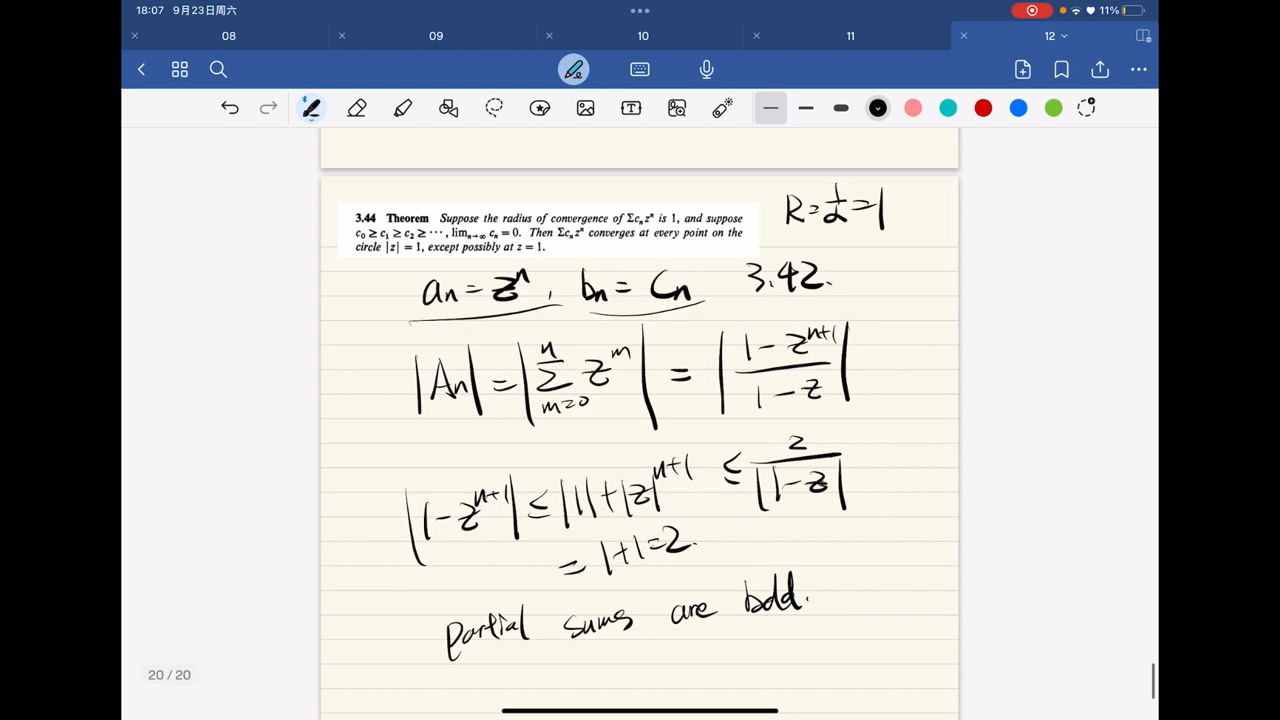 18:07 9月23日周六
11%
08 09 10 11 12
3.44 Theorem Suppose the radius of convergence of Σcₙzⁿ is 1, and suppose
c₀ ≥ c₁ ≥ c₂ ≥ ···, limₙ→∞ cₙ = 0. Then Σcₙzⁿ converges at every point on the
circle |z| = 1, except possibly at z = 1.
R = 1/α = 1
aₙ = zⁿ, bₙ = Cₙ 3.42.
|Aₙ| = |∑_{m=0}^{n} z^m| = |(1 - z^{n+1})/(1 - z)|
≤ 2/|1 - z|
|1 - z^{n+1}| ≤ |1| + |z|^{n+1}
= 1+1=2.
partial sums are bdd.
20 / 20